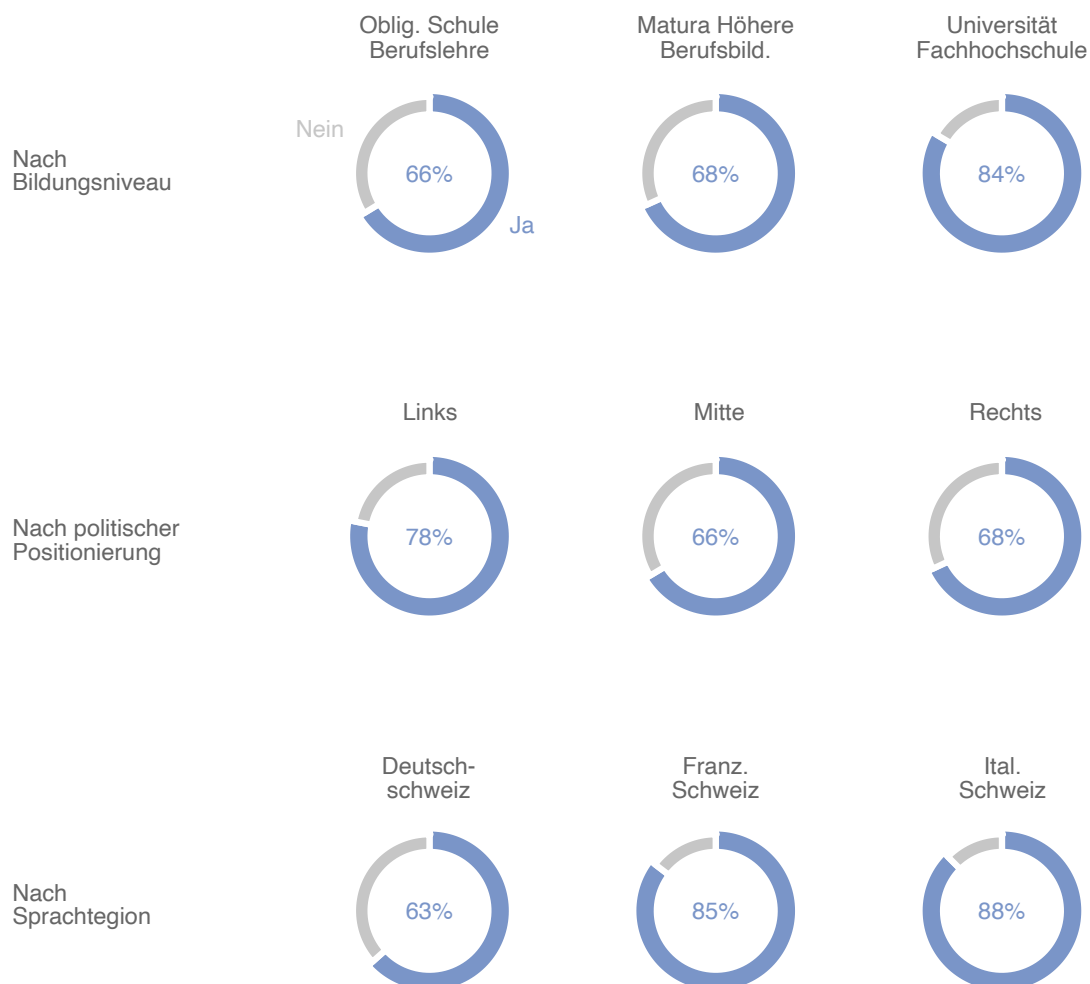 Oblig. Schule
Berufslehre
Matura Höhere
Berufsbild.
Universität
Fachhochschule
Nach
Bildungsniveau
Nein
66%
Ja
68%
84%
Links
Mitte
Rechts
Nach politischer
Positionierung
78%
66%
68%
Deutsch-
schweiz
Franz.
Schweiz
Ital.
Schweiz
Nach
Sprachtegion
63%
85%
88%